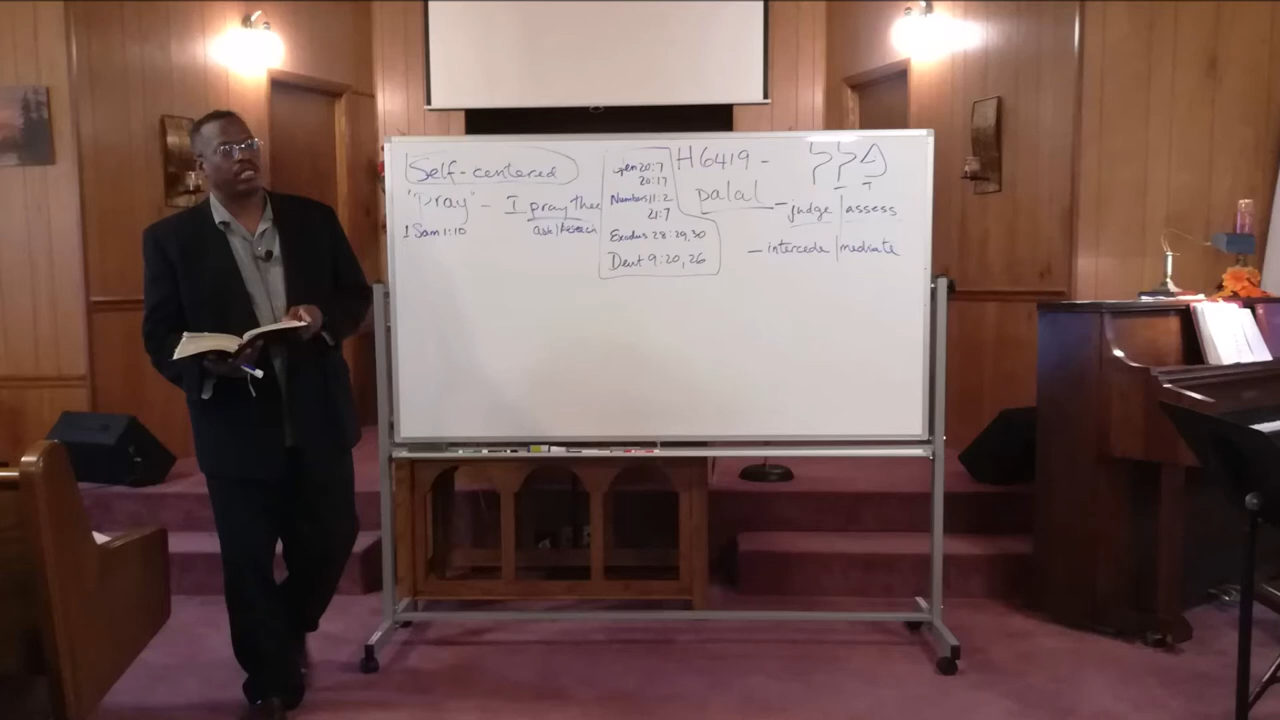 Self-centered
"Pray" - I pray thee
1 Sam 1:10 ask/beseech
Gen 20:7
20:17
Numbers 11:2
21:7
Exodus 28:29,30
Deut 9:20,26
H6419 -
palal
- judge/assess
- intercede/mediate